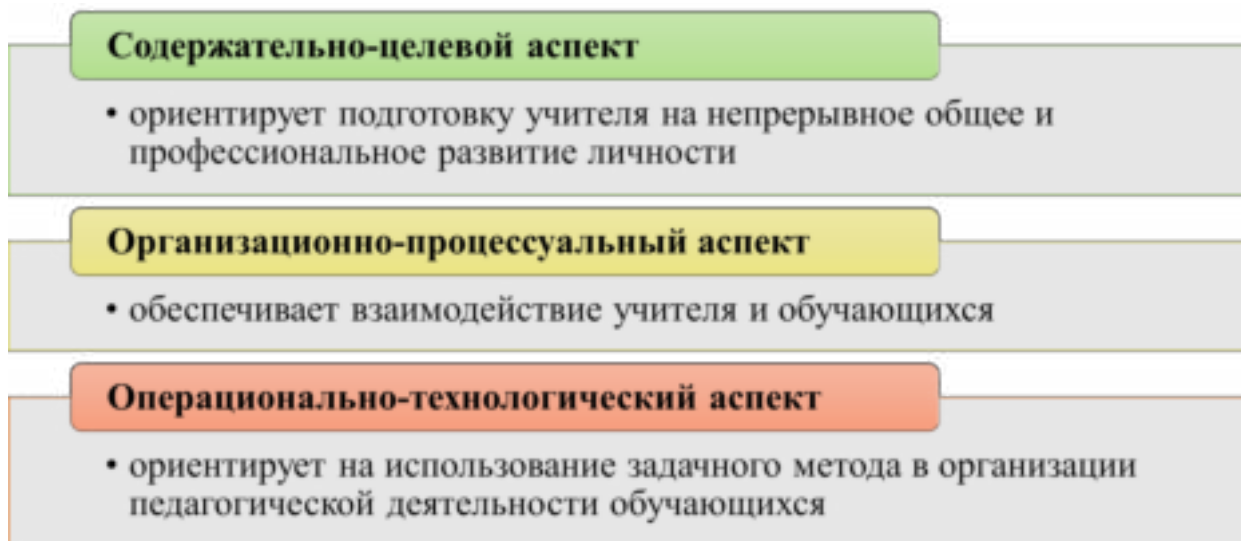 Содержательно-целевой аспект
• ориентирует подготовку учителя на непрерывное общее и
профессиональное развитие личности
Организационно-процессуальный аспект
• обеспечивает взаимодействие учителя и обучающихся
Операционально-технологический аспект
• ориентирует на использование задачного метода в организации
педагогической деятельности обучающихся